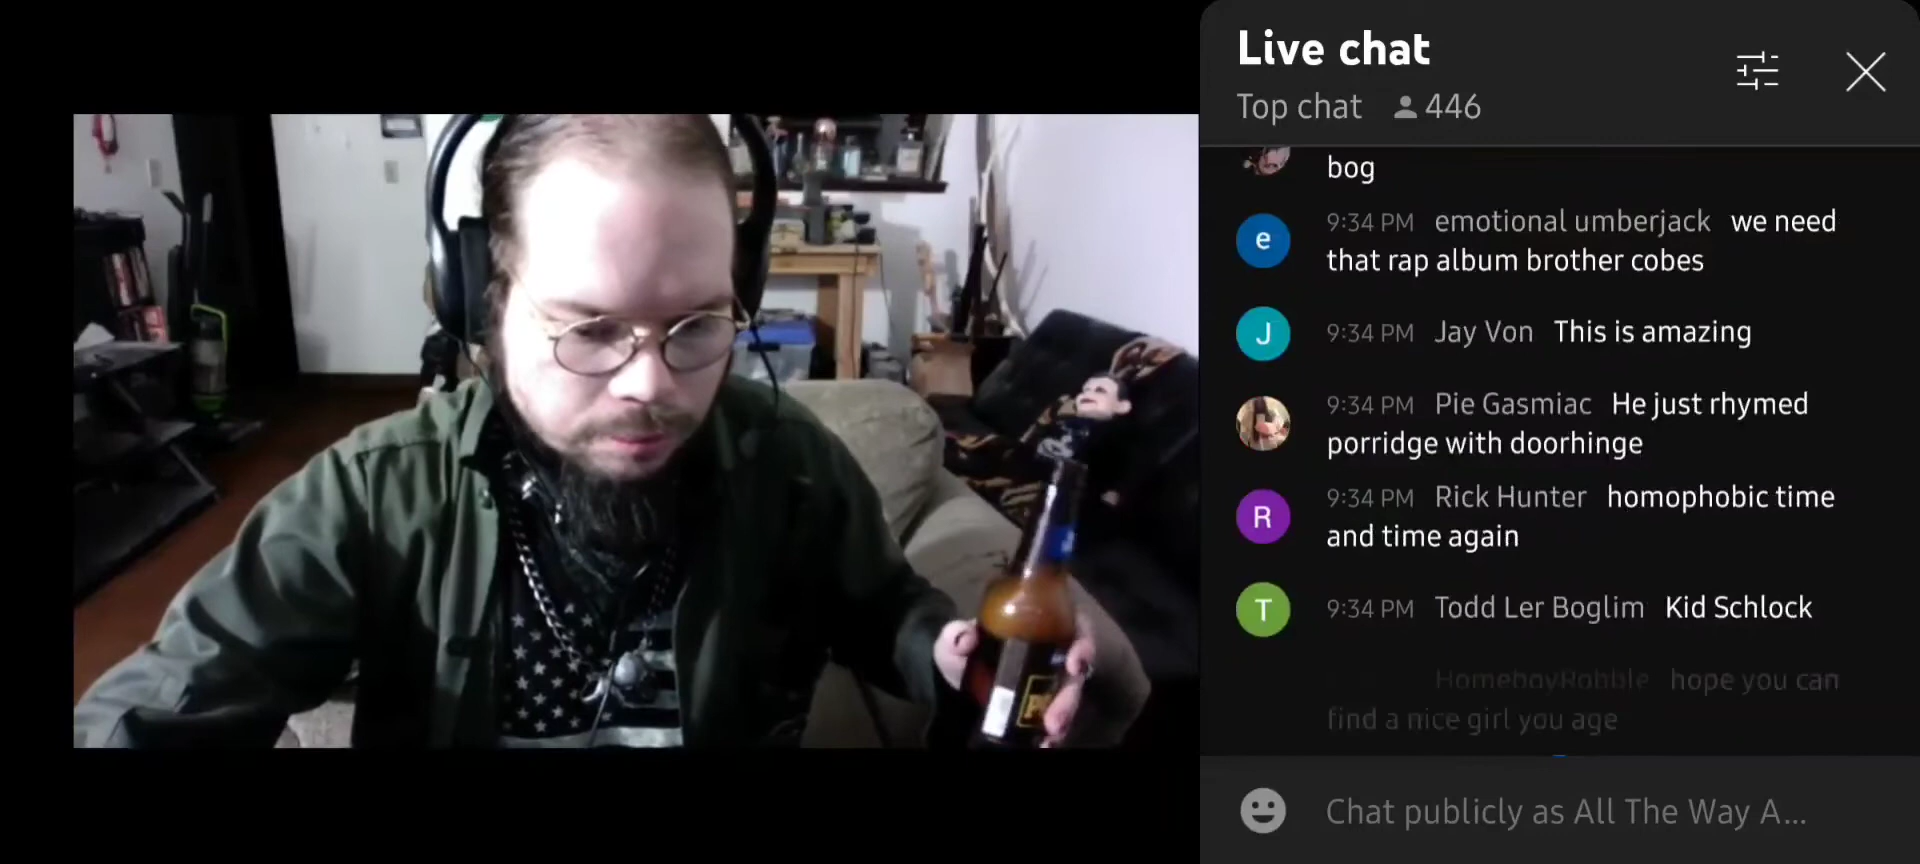 Live chat
Top chat 446
bog
9:34 PM emotional umberjack we need
that rap album brother cobes
9:34 PM Jay Von This is amazing
9:34 PM Pie Gasmiac He just rhymed
porridge with doorhinge
9:34 PM Rick Hunter homophobic time
and time again
9:34 PM Todd Ler Boglim Kid Schlock
HomeboyRobble hope you can
find a nice girl you age
Chat publicly as All The Way A...
e
J
R
T